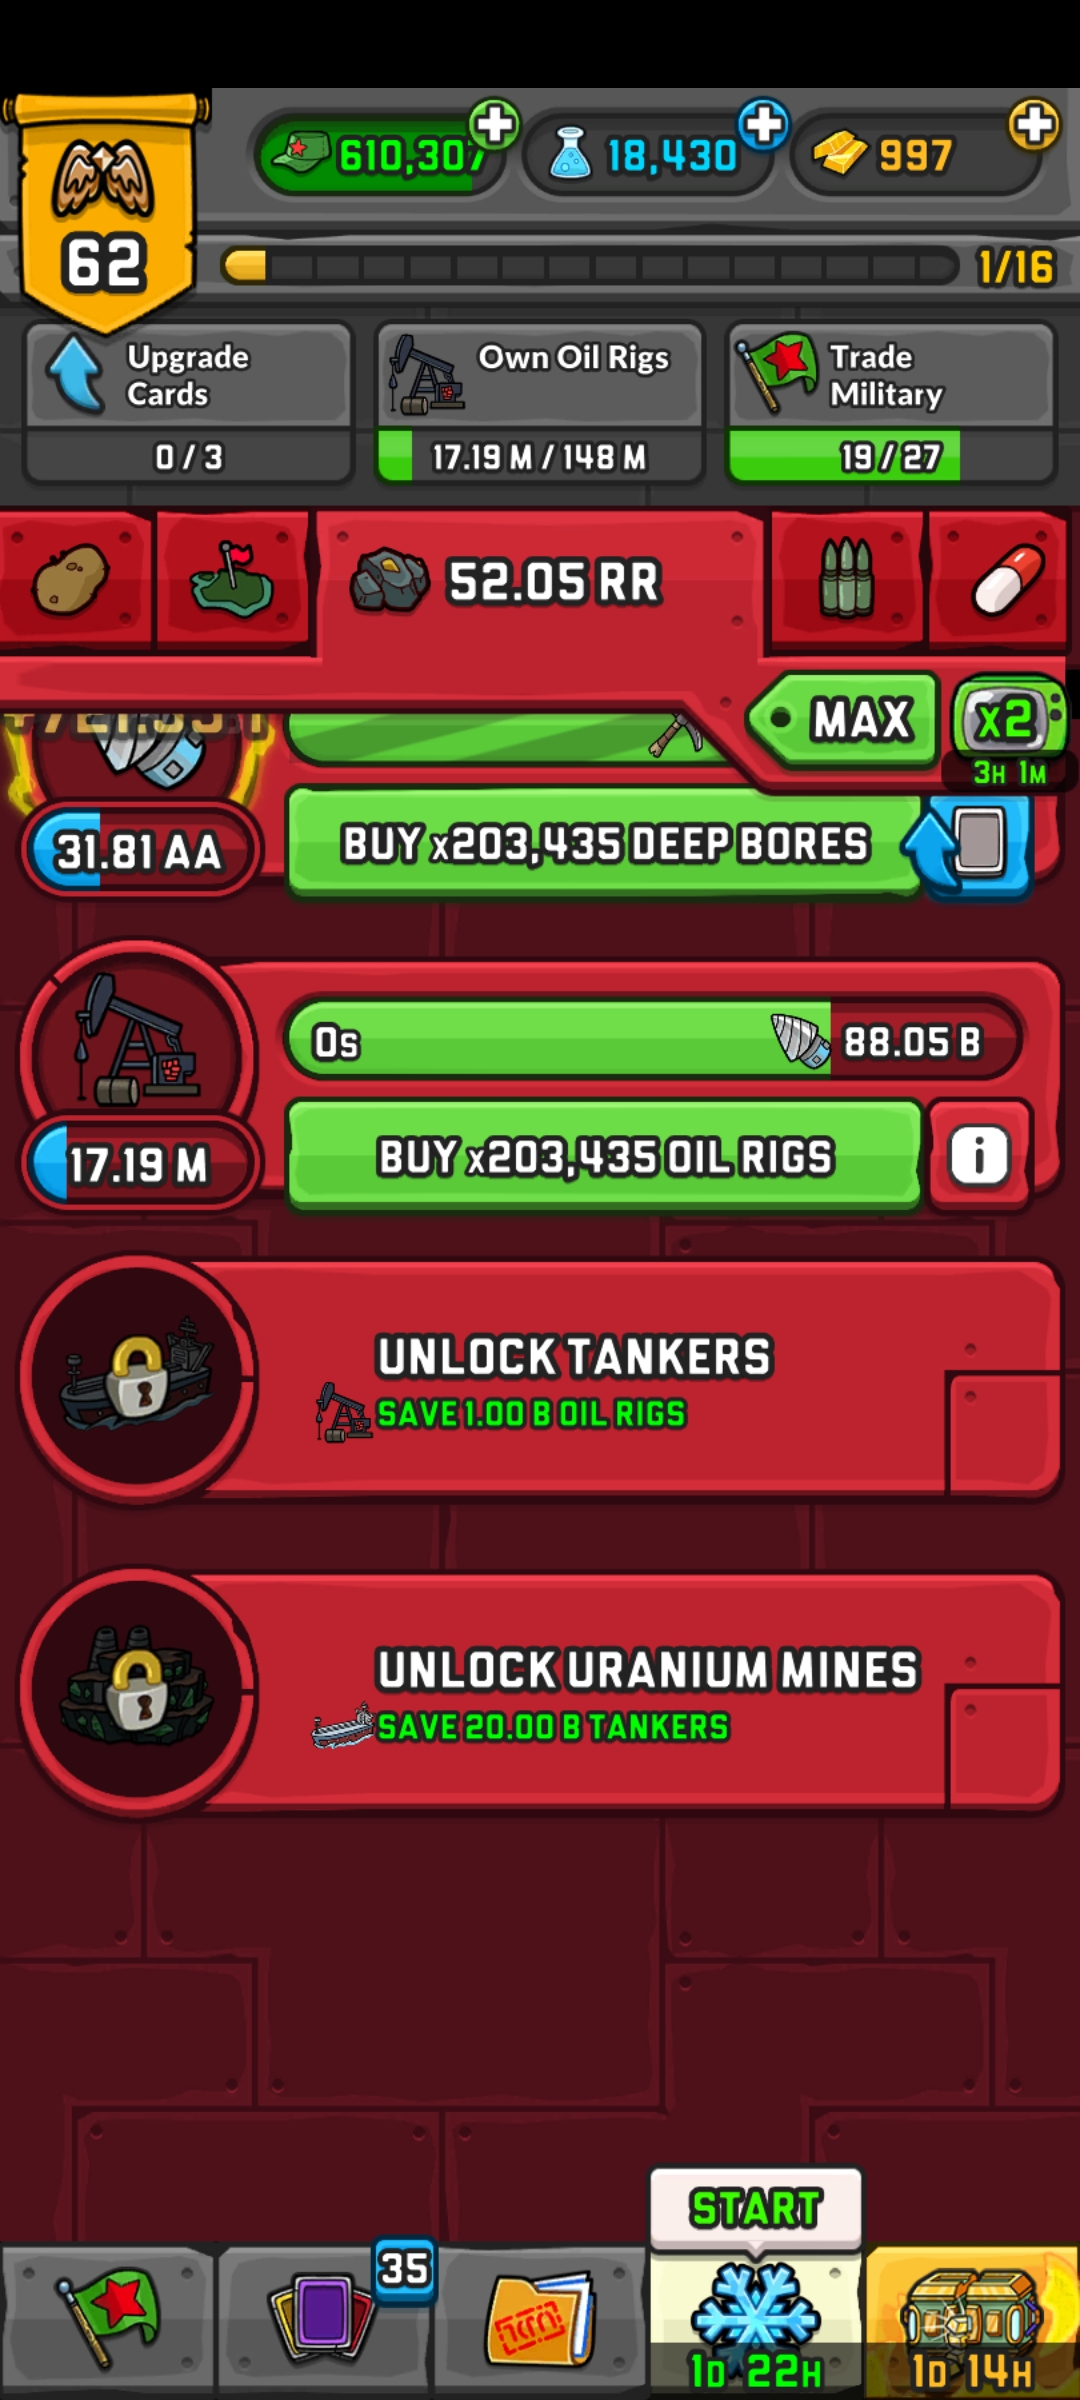 610,307
18,430
997
62
1/16
Upgrade
Cards
0 / 3
Own Oil Rigs
17.19 M / 148 M
Trade
Military
19 / 27
52.05 RR
MAX
x2
3H 1M
31.81 AA
BUY x203,435 DEEP BORES
0s
88.05 B
17.19 M
BUY x203,435 OIL RIGS
i
UNLOCK TANKERS
SAVE 1.00 B OIL RIGS
UNLOCK URANIUM MINES
SAVE 20.00 B TANKERS
START
35
1D 22H
1D 14H